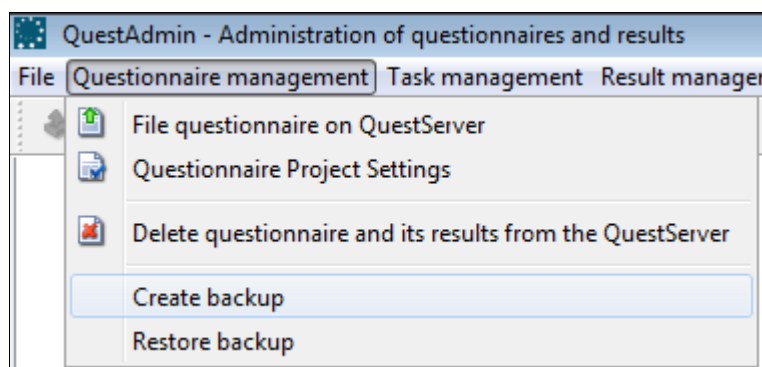 QuestAdmin - Administration of questionnaires and results
File Questionnaire management Task management Result
File questionnaire on QuestServer
Questionnaire Project Settings
Delete questionnaire and its results from the QuestServer
Create backup
Restore backup